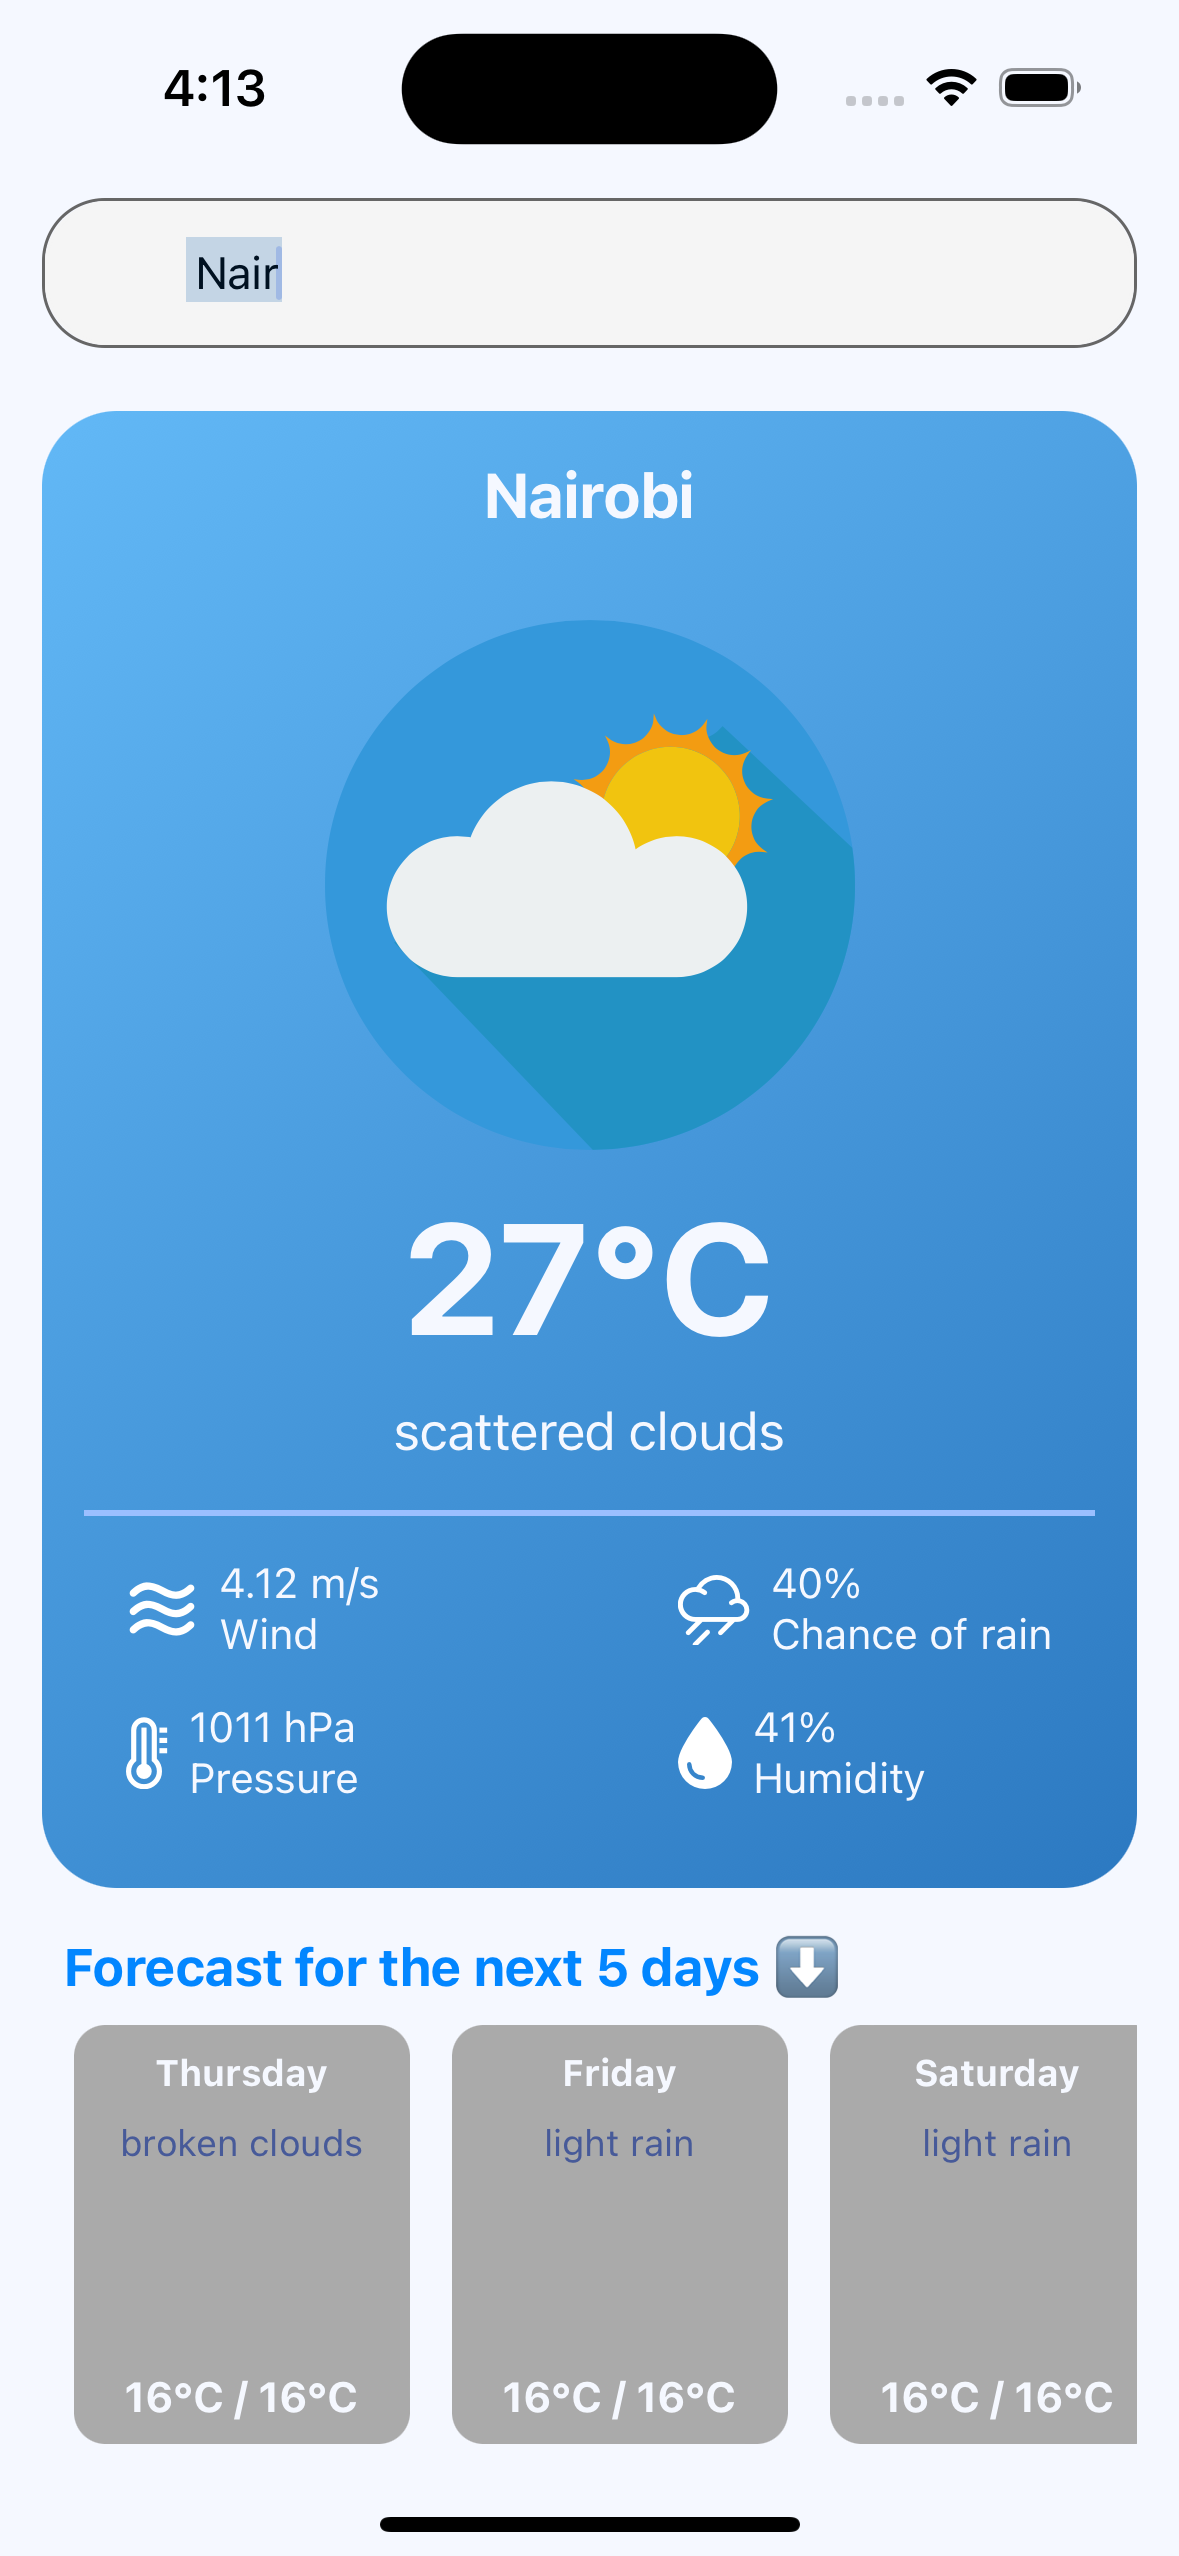 4:13
Nair
Nairobi
27°C
scattered clouds
4.12 m/s
Wind
40%
Chance of rain
1011 hPa
Pressure
41%
Humidity
Forecast for the next 5 days ⬇️
Thursday
broken clouds
16°C / 16°C
Friday
light rain
16°C / 16°C
Saturday
light rain
16°C / 16°C